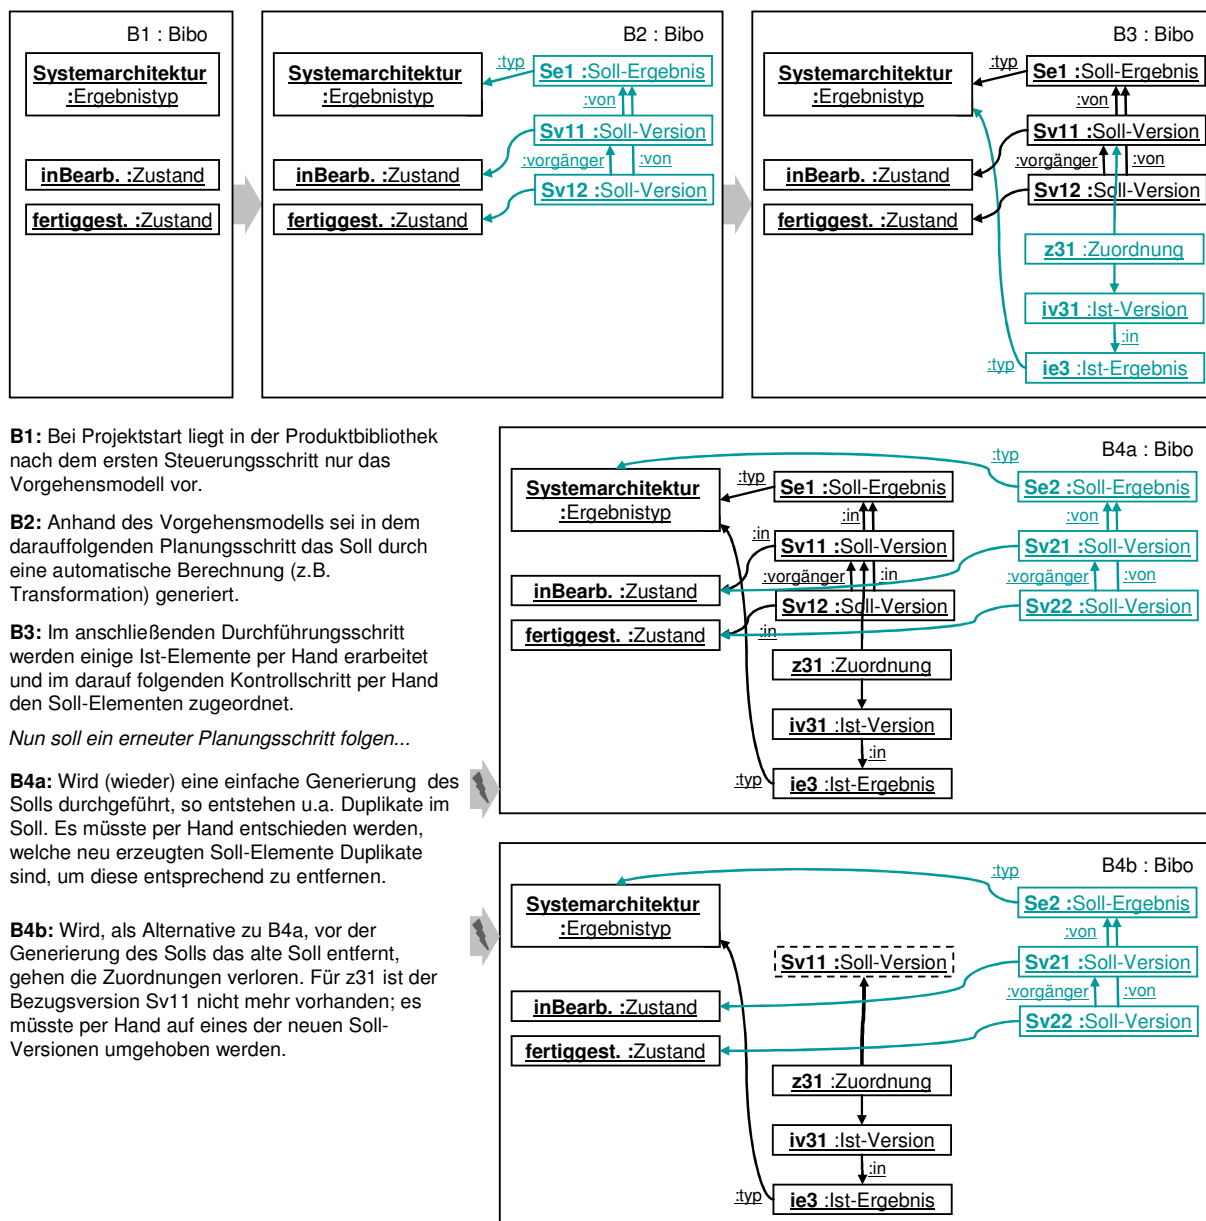 B1 : Bibo
Systemarchitektur
:Ergebnistyp
inBearb. :Zustand
fertiggest. :Zustand
B2 : Bibo
Systemarchitektur
:Ergebnistyp
:typ
Se1 :Soll-Ergebnis
:von
Sv11 :Soll-Version
:vorgänger
:von
inBearb. :Zustand
Sv12 :Soll-Version
fertiggest. :Zustand
B3 : Bibo
Systemarchitektur
:Ergebnistyp
:typ
Se1 :Soll-Ergebnis
:von
Sv11 :Soll-Version
:vorgänger
:von
inBearb. :Zustand
Sv12 :Soll-Version
fertiggest. :Zustand
z31 :Zuordnung
iv31 :Ist-Version
:in
:typ
ie3 :Ist-Ergebnis
B1: Bei Projektstart liegt in der Produktbibliothek
nach dem ersten Steuerungsschritt nur das
Vorgehensmodell vor.
B2: Anhand des Vorgehensmodells sei in dem
darauffolgenden Planungsschritt das Soll durch
eine automatische Berechnung (z.B.
Transformation) generiert.
B3: Im anschließenden Durchführungsschritt
werden einige Ist-Elemente per Hand erarbeitet
und im darauf folgenden Kontrollschritt per Hand
den Soll-Elementen zugeordnet.
Nun soll ein erneuter Planungsschritt folgen...
B4a: Wird (wieder) eine einfache Generierung des
Solls durchgeführt, so entstehen u.a. Duplikate im
Soll. Es müsste per Hand entschieden werden,
welche neu erzeugten Soll-Elemente Duplikate
sind, um diese entsprechend zu entfernen.
B4b: Wird, als Alternative zu B4a, vor der
Generierung des Solls das alte Soll entfernt,
gehen die Zuordnungen verloren. Für z31 ist der
Bezugsversion Sv11 nicht mehr vorhanden; es
müsste per Hand auf eines der neuen Soll-
Versionen umgehoben werden.
B4a : Bibo
:typ
Systemarchitektur
:Ergebnistyp
:typ
Se1 :Soll-Ergebnis
Se2 :Soll-Ergebnis
:in
:von
:in
Sv11 :Soll-Version
Sv21 :Soll-Version
:vorgänger
:in
:vorgänger
:von
inBearb. :Zustand
Sv12 :Soll-Version
Sv22 :Soll-Version
fertiggest. :Zustand
:in
z31 :Zuordnung
iv31 :Ist-Version
:in
:typ
ie3 :Ist-Ergebnis
B4b : Bibo
:typ
Systemarchitektur
:Ergebnistyp
Se2 :Soll-Ergebnis
:von
Sv11 :Soll-Version
Sv21 :Soll-Version
:vorgänger
:von
inBearb. :Zustand
Sv22 :Soll-Version
fertiggest. :Zustand
z31 :Zuordnung
iv31 :Ist-Version
:in
:typ
ie3 :Ist-Ergebnis